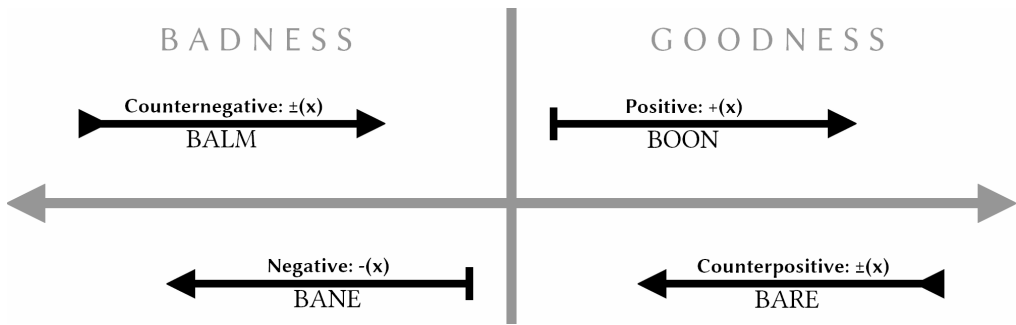 BADNESS
GOODNESS
Counternegative: ±(x)
BALM
Positive: +(x)
BOON
Negative: -(x)
BANE
Counterpositive: ±(x)
BARE